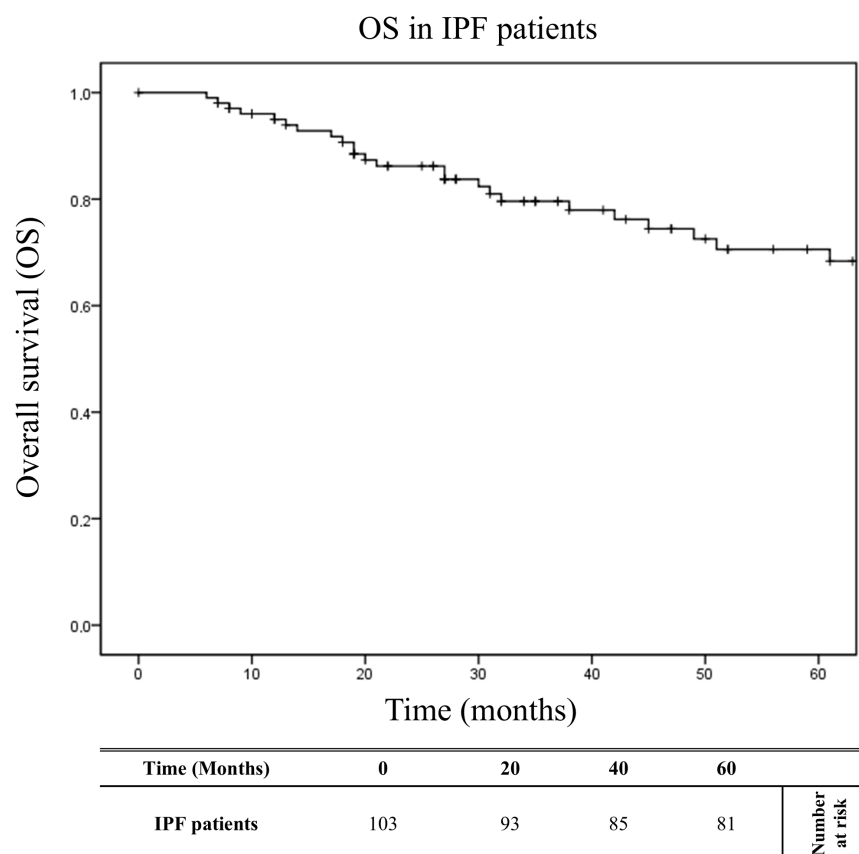 OS in IPF patients
Overall survival (OS)
1.0
0.8
0.6
0.4
0.2
0.0
0 10 20 30 40 50 60
Time (months)
Time (Months) 0 20 40 60
IPF patients 103 93 85 81
Number
at risk